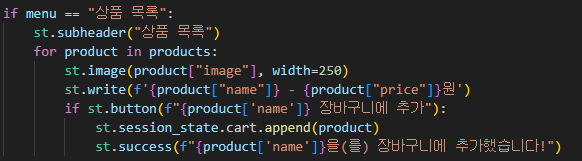 if menu == "상품 목록":
st.subheader("상품 목록")
for product in products:
st.image(product["image"], width=250)
st.write(f'{product["name"]} - {product["price"]}원')
if st.button(f"{product['name']} 장바구니에 추가"):
st.session_state.cart.append(product)
st.success(f"{product['name']}을(를) 장바구니에 추가했습니다!")